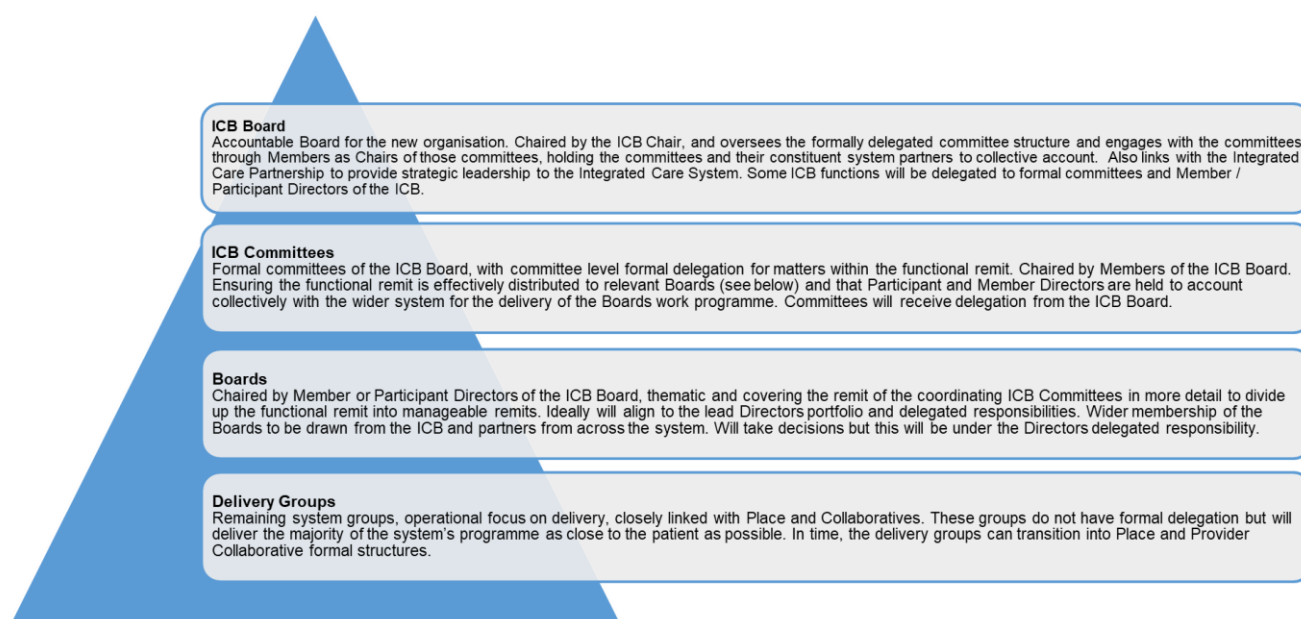 ICB Board
Accountable Board for the new organisation. Chaired by the ICB Chair, and oversees the formally delegated committee structure and engages with the committees
through Members as Chairs of those committees, holding the committees and their constituent system partners to collective account. Also links with the Integrated
Care Partnership to provide strategic leadership to the Integrated Care System. Some ICB functions will be delegated to formal committees and Member /
Participant Directors of the ICB.
ICB Committees
Formal committees of the ICB Board, with committee level formal delegation for matters within the functional remit. Chaired by Members of the ICB Board.
Ensuring the functional remit is effectively distributed to relevant Boards (see below) and that Participant and Member Directors are held to account
collectively with the wider system for the delivery of the Boards work programme. Committees will receive delegation from the ICB Board.
Boards
Chaired by Member or Participant Directors of the ICB Board, thematic and covering the remit of the coordinating ICB Committees in more detail to divide
up the functional remit into manageable remits. Ideally will align to the lead Directors portfolio and delegated responsibilities. Wider membership of the
Boards to be drawn from the ICB and partners from across the system. Will take decisions but this will be under the Directors delegated responsibility.
Delivery Groups
Remaining system groups, operational focus on delivery, closely linked with Place and Collaboratives. These groups do not have formal delegation but will
deliver the majority of the system's programme as close to the patient as possible. In time, the delivery groups can transition into Place and Provider
Collaborative formal structures.